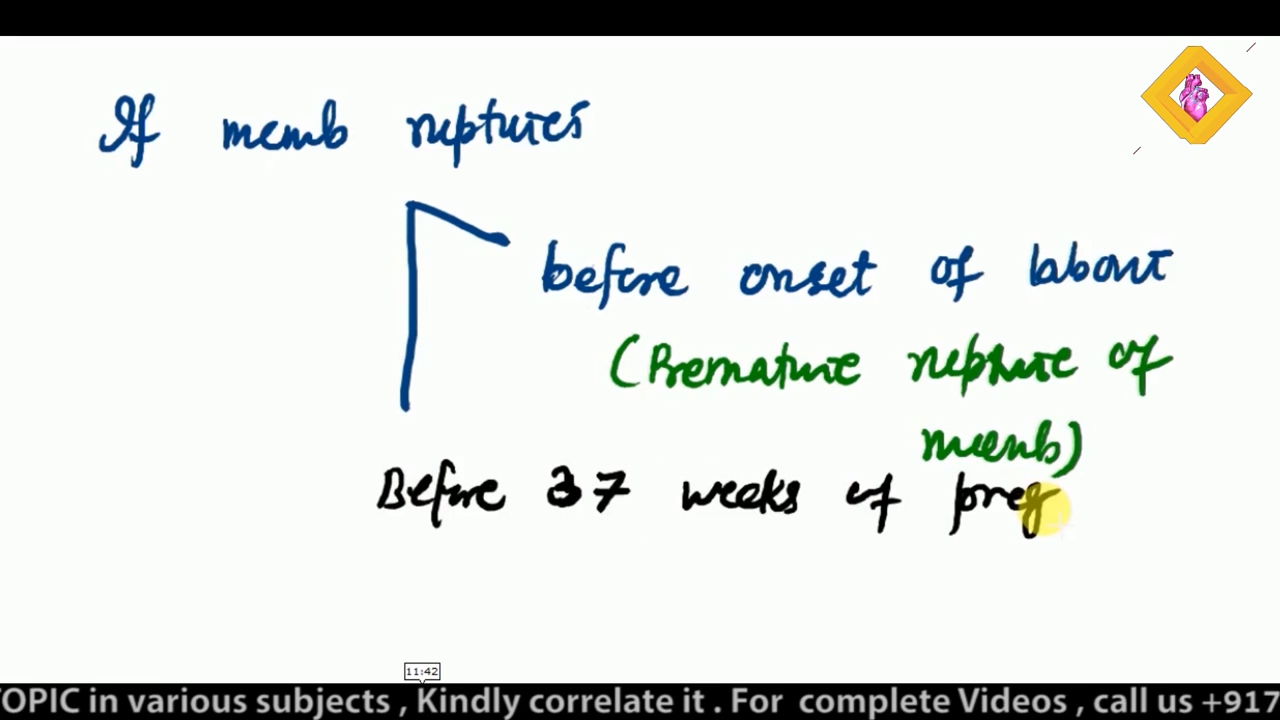 If memb ruptures
before onset of labour
(Premature rupture of
memb)
Before 37 weeks of preg
11:42
TOPIC in various subjects , Kindly correlate it . For complete Videos , call us +917